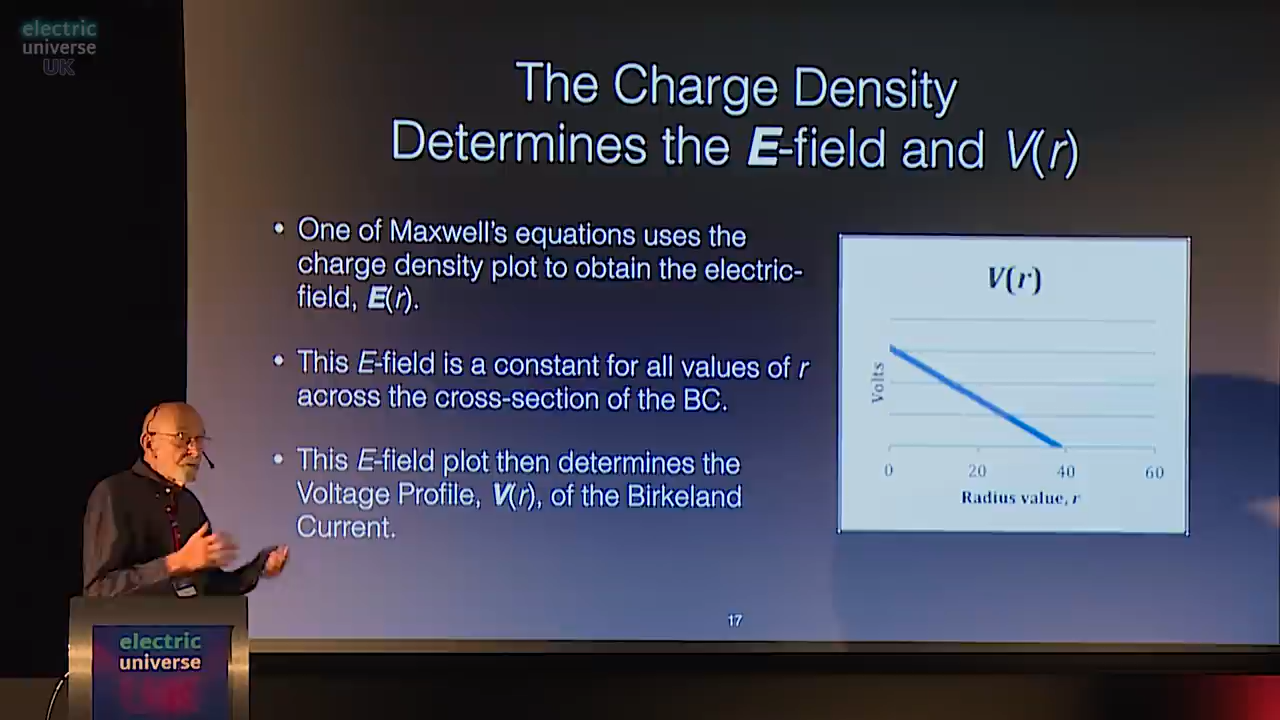 electric
universe
UK
The Charge Density
Determines the E-field and V(r)
• One of Maxwell's equations uses the
charge density plot to obtain the electric-
field, E(r).
• This E-field is a constant for all values of r
across the cross-section of the BC.
• This E-field plot then determines the
Voltage Profile, V(r), of the Birkeland
Current.
V(r)
Volts
0 20 40 60
Radius value, r
17
electric
universe
UK